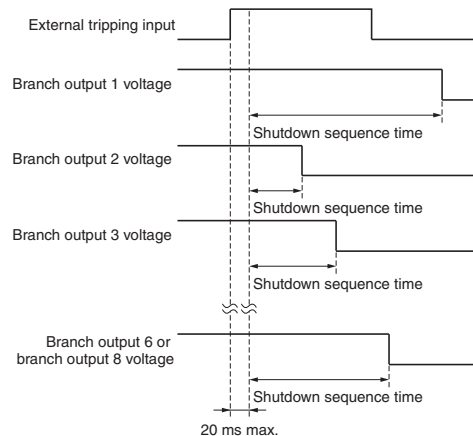 External tripping input
Branch output 1 voltage
Shutdown sequence time
Branch output 2 voltage
Shutdown sequence time
Branch output 3 voltage
Shutdown sequence time
Branch output 6 or
branch output 8 voltage
Shutdown sequence time
20 ms max.